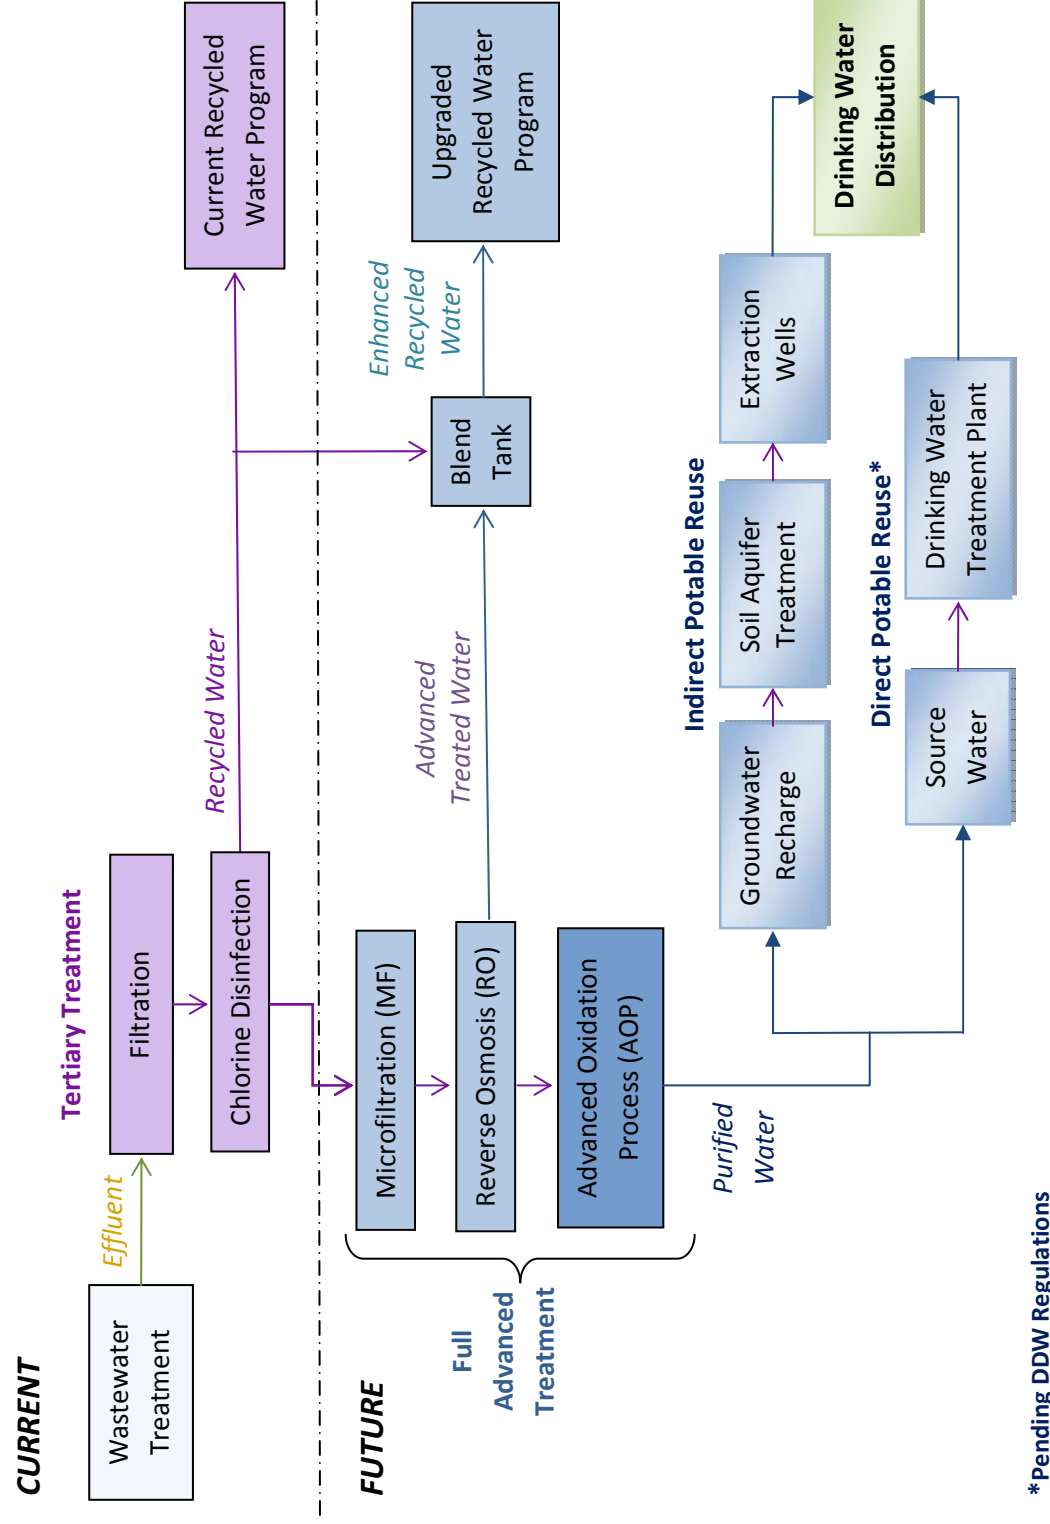 CURRENT
Tertiary Treatment
Wastewater
Treatment
Effluent
Filtration
Chlorine Disinfection
Recycled Water
Current Recycled
Water Program
FUTURE
Full
Advanced
Treatment
Microfiltration (MF)
Reverse Osmosis (RO)
Advanced Oxidation
Process (AOP)
Advanced
Treated Water
Blend
Tank
Enhanced
Recycled
Water
Upgraded
Recycled Water
Program
Purified
Water
Indirect Potable Reuse
Groundwater
Recharge
Soil Aquifer
Treatment
Extraction
Wells
Direct Potable Reuse*
Source
Water
Drinking Water
Treatment Plant
Drinking Water
Distribution
*Pending DDW Regulations